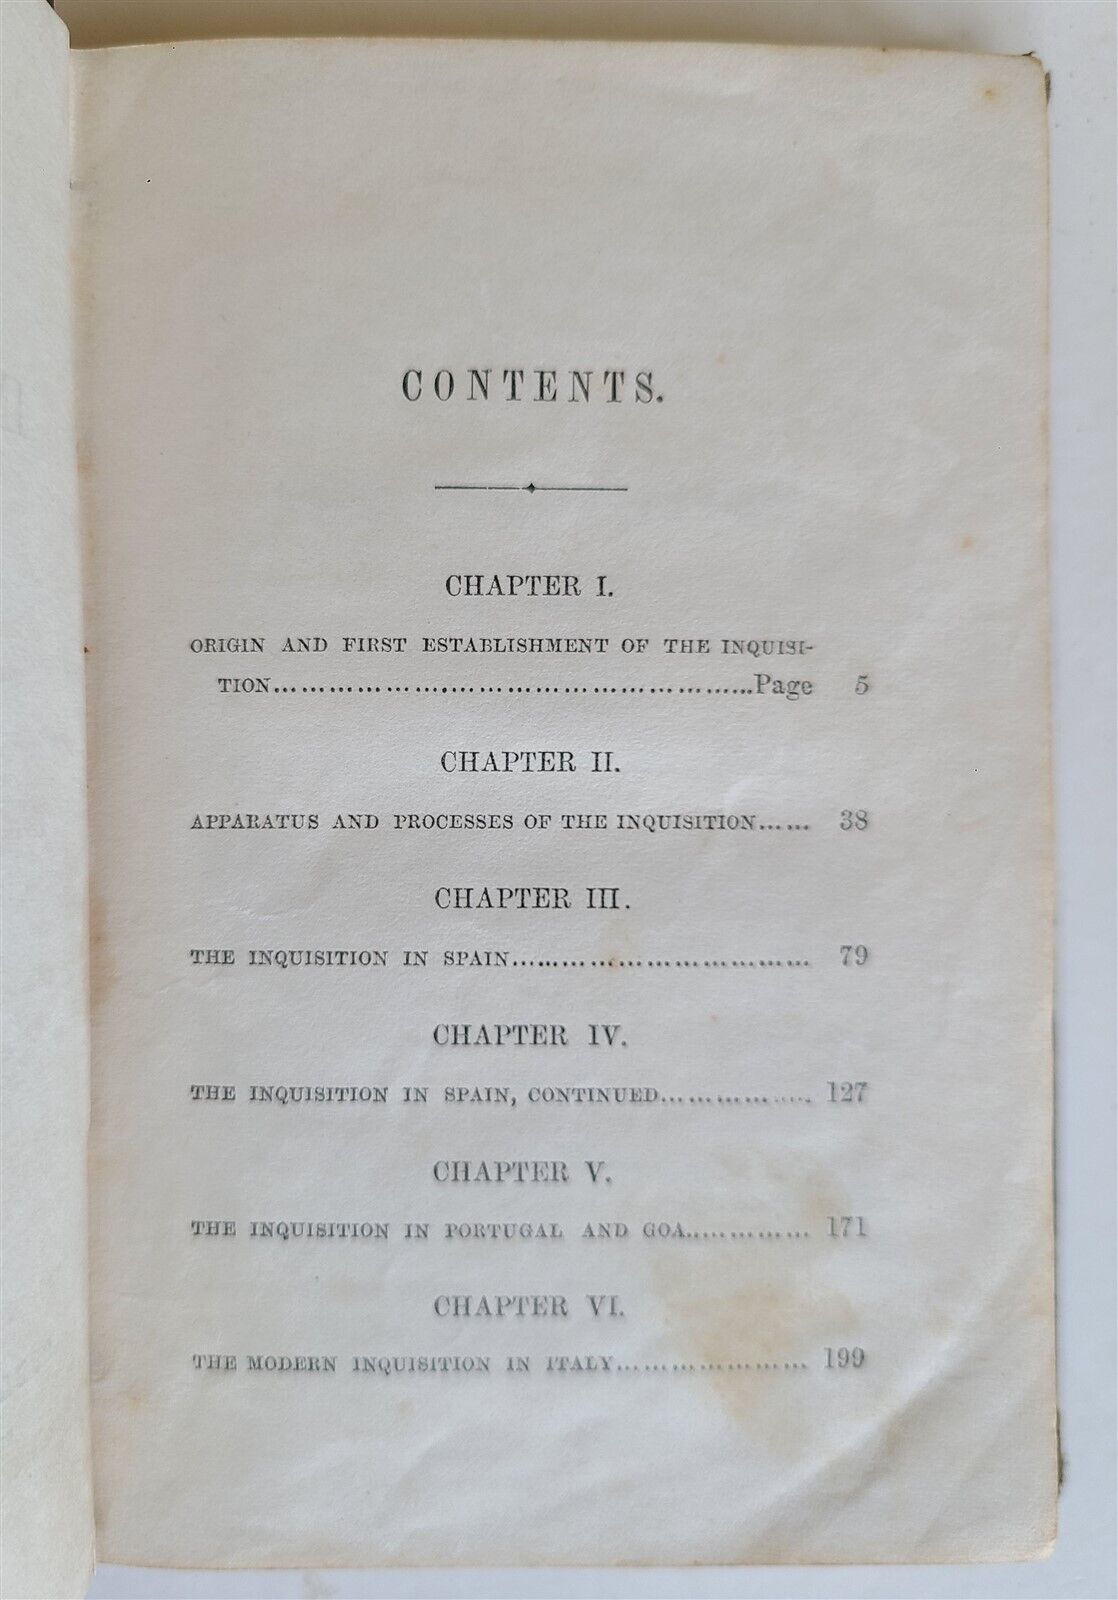 CONTENTS.
CHAPTER I.
ORIGIN AND FIRST ESTABLISHMENT OF THE INQUISI-
TION..................................................Page 5
CHAPTER II.
APPARATUS AND PROCESSES OF THE INQUISITION...... 38
CHAPTER III.
THE INQUISITION IN SPAIN................................. 79
CHAPTER IV.
THE INQUISITION IN SPAIN, CONTINUED................ 127
CHAPTER V.
THE INQUISITION IN PORTUGAL AND GOA.............. 171
CHAPTER VI.
THE MODERN INQUISITION IN ITALY..................... 199